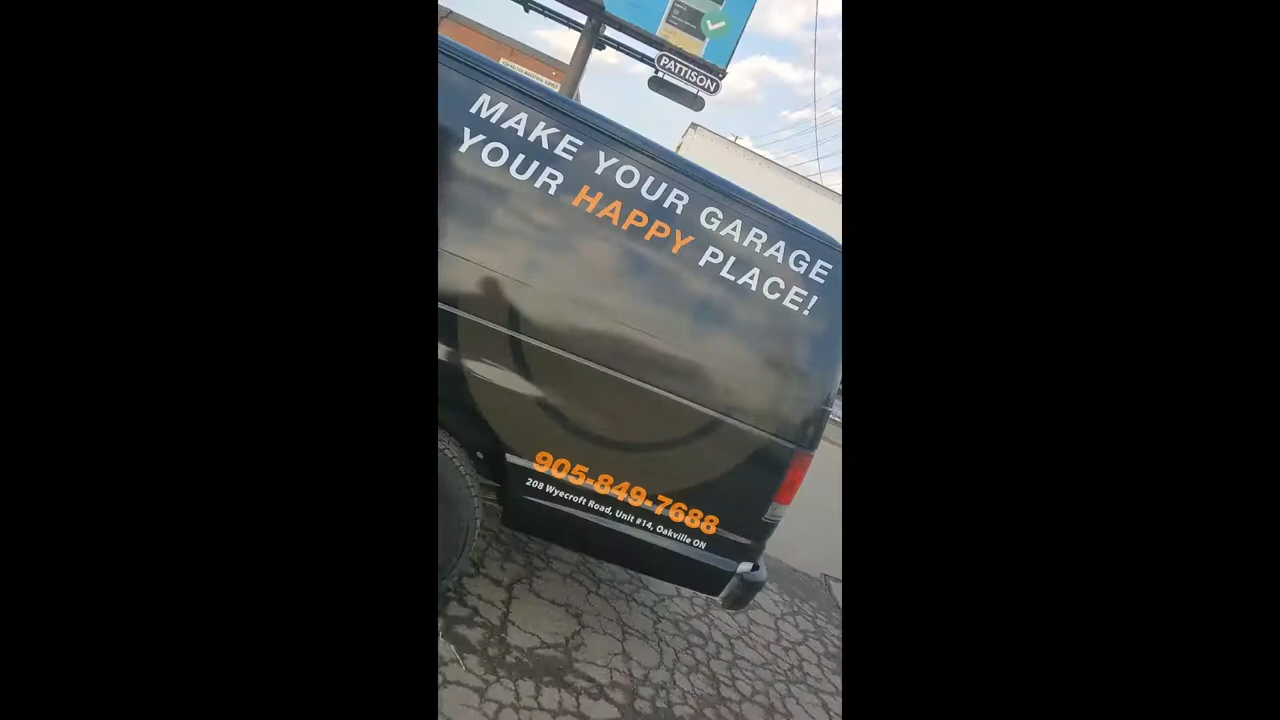 PATTISON
MAKE YOUR GARAGE
YOUR HAPPY PLACE!
905-849-7688
208 Wyecroft Road, Unit #14, Oakville ON